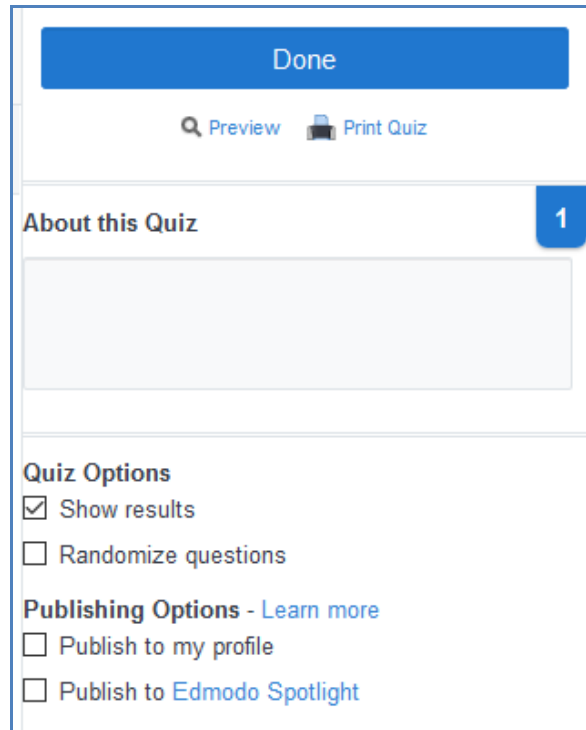 Done
Preview Print Quiz
About this Quiz 1
Quiz Options
Show results
Randomize questions
Publishing Options - Learn more
Publish to my profile
Publish to Edmodo Spotlight